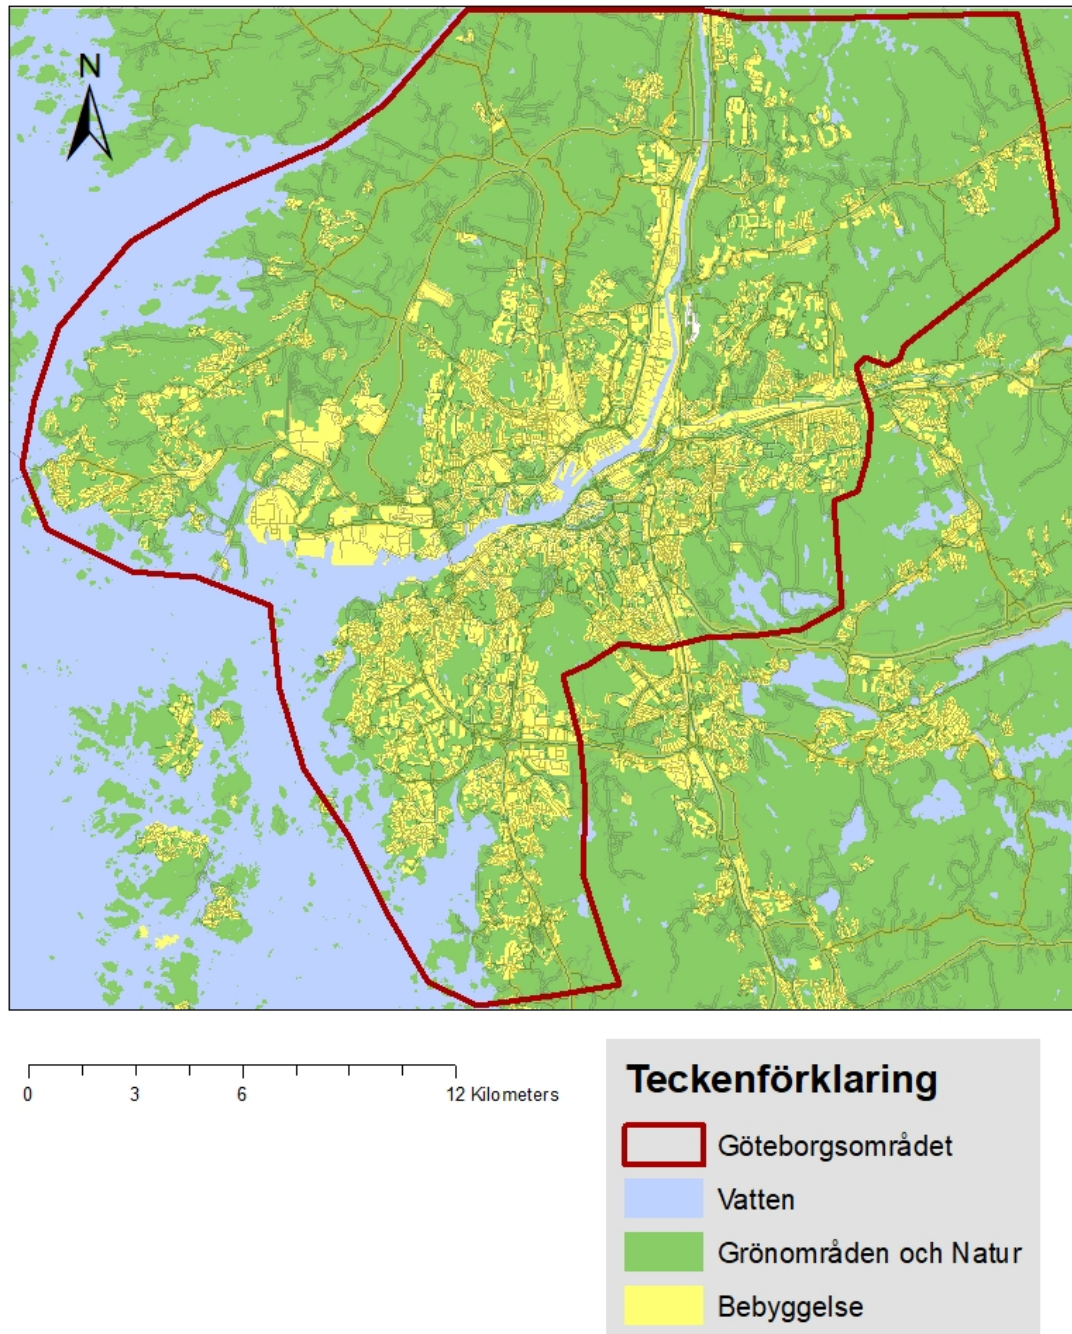 N
0 3 6 12 Kilometers
Teckenförklaring
Göteborgsområdet
Vatten
Grönområden och Natur
Bebyggelse